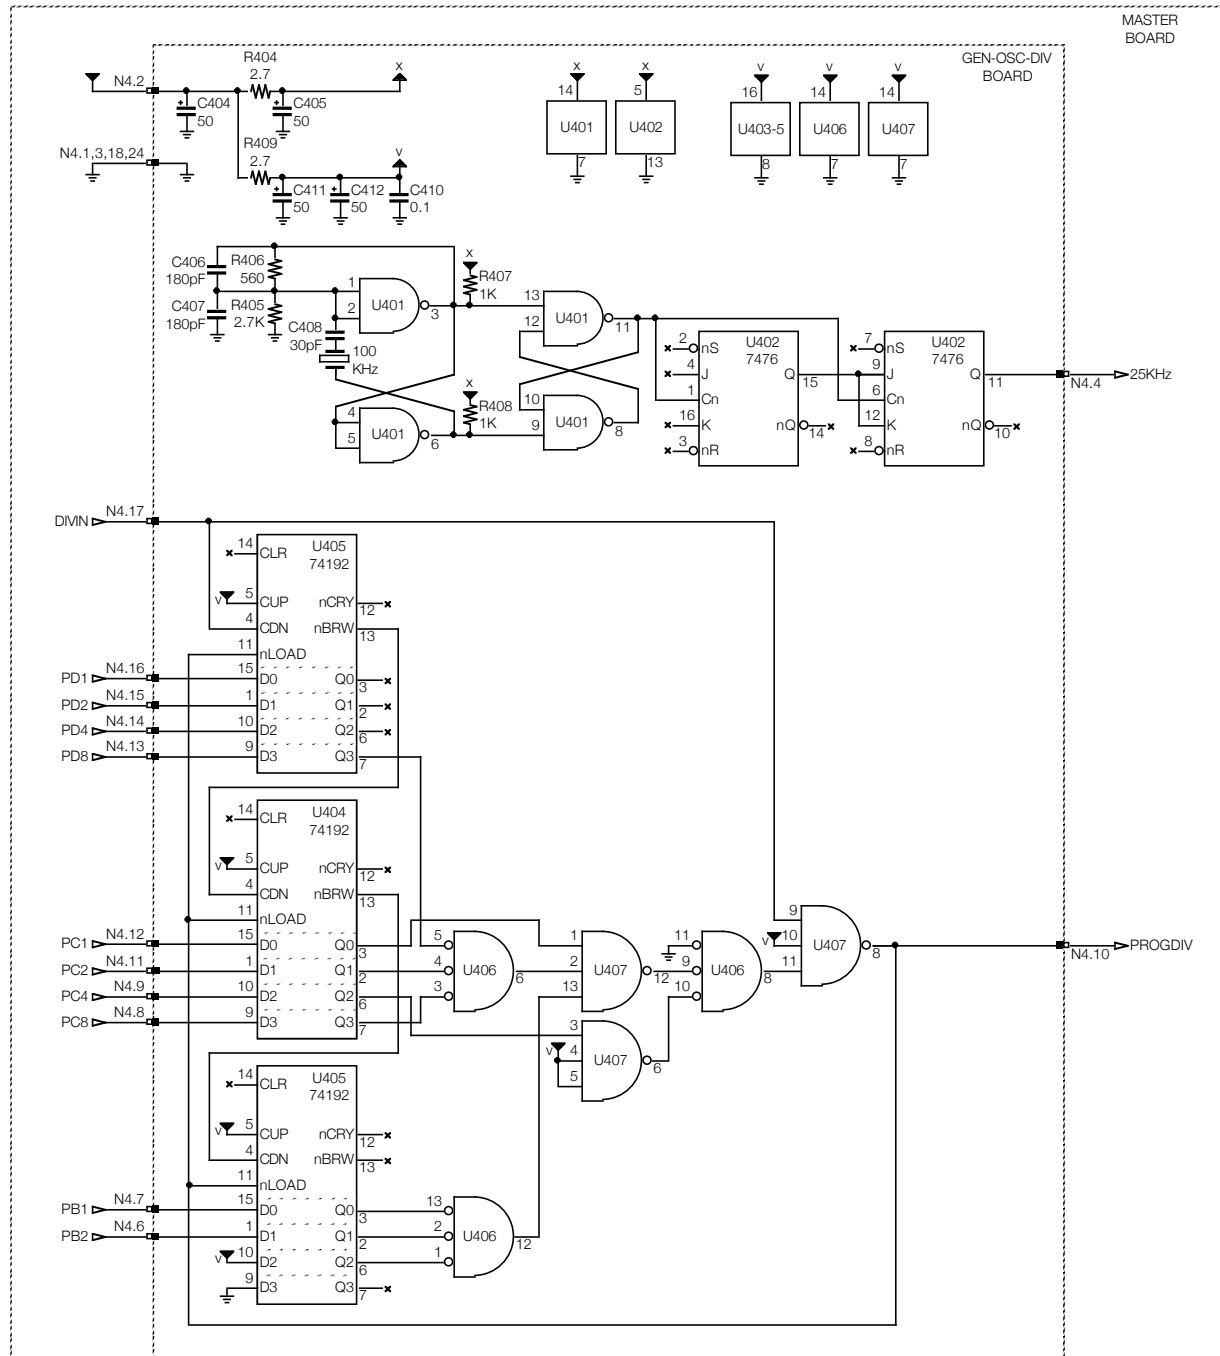 MASTER
BOARD
GEN-OSC-DIV
BOARD
N4.2
R404
2.7
x
C404
50
C405
50
R409
2.7
N4.1,3,18,24
v
C411
50
C412
50
C410
0.1
x
14
U401
7
x
5
U402
13
v
16
U403-5
8
v
14
U406
7
v
14
U407
7
C406
180pF
R406
560
C407
180pF
R405
2.7K
C408
30pF
100
KHz
1
2
U401
3
x
R407
1K
4
5
U401
6
x
R408
1K
13
12
U401
11
10
9
U401
8
U402
7476
2
nS
4
J
1
Cn
16
K
3
nR
Q
15
nQ
14
U402
7476
7
nS
9
J
6
Cn
12
K
8
nR
Q
11
nQ
10
N4.4
25KHz
DIVIN
N4.17
U405
74192
14
CLR
v
5
CUP
nCRY
12
4
CDN
nBRW
13
11
nLOAD
PD1
N4.16
15
D0
Q0
3
PD2
N4.15
1
D1
Q1
2
PD4
N4.14
10
D2
Q2
6
PD8
N4.13
9
D3
Q3
7
U404
74192
14
CLR
v
5
CUP
nCRY
12
4
CDN
nBRW
13
11
nLOAD
PC1
N4.12
15
D0
Q0
3
PC2
N4.11
1
D1
Q1
2
PC4
N4.9
10
D2
Q2
6
PC8
N4.8
9
D3
Q3
7
5
4
3
U406
6
1
2
13
U407
12
11
9
10
U406
8
9
v
10
11
U407
8
N4.10
PROGDIV
3
v
4
5
U407
6
U405
74192
14
CLR
v
5
CUP
nCRY
12
4
CDN
nBRW
13
11
nLOAD
PB1
N4.7
15
D0
Q0
3
PB2
N4.6
1
D1
Q1
2
v
10
D2
Q2
6
9
D3
Q3
7
13
2
1
U406
12